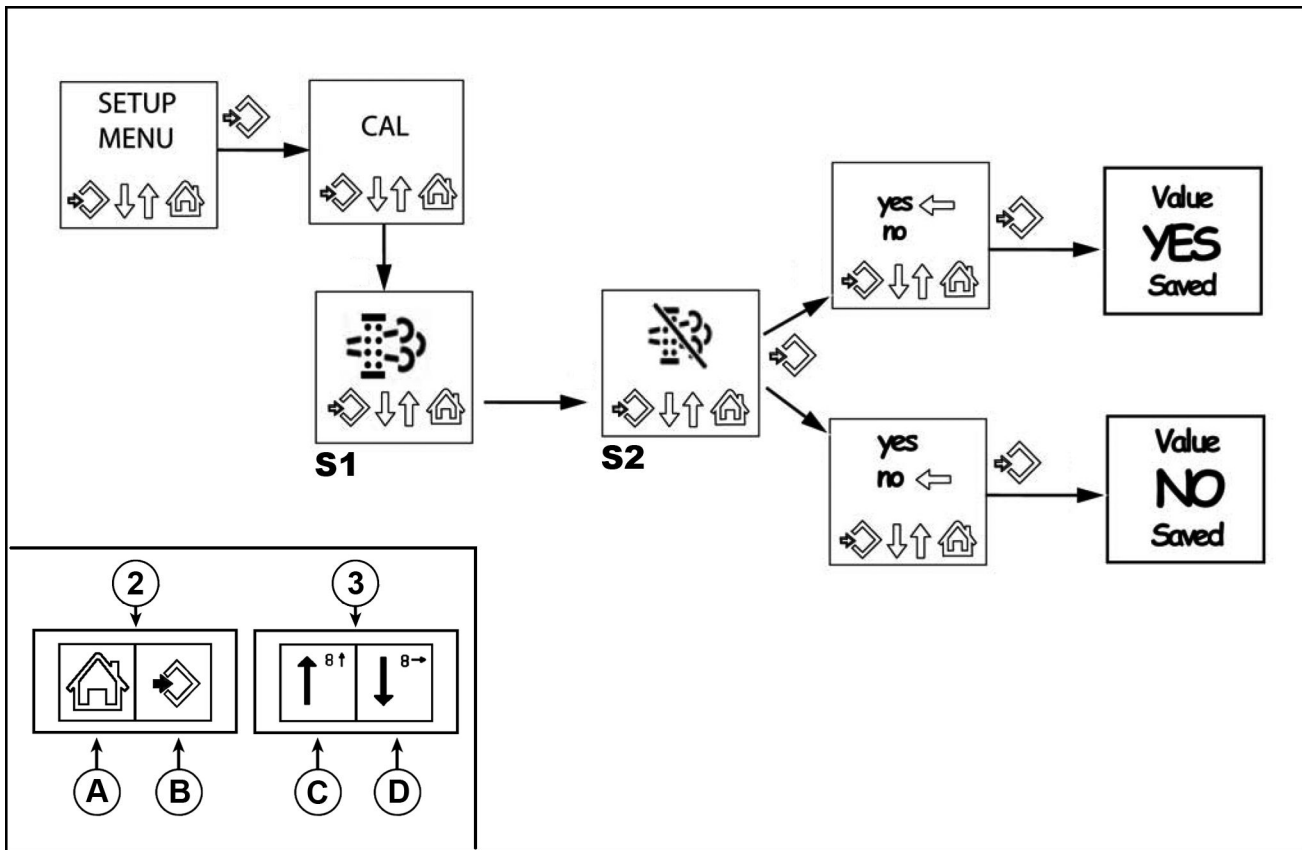 SETUP
MENU
CAL
yes
no
Value
YES
Saved
S1
S2
yes
no
Value
NO
Saved
2
3
8
8
A
B
C
D